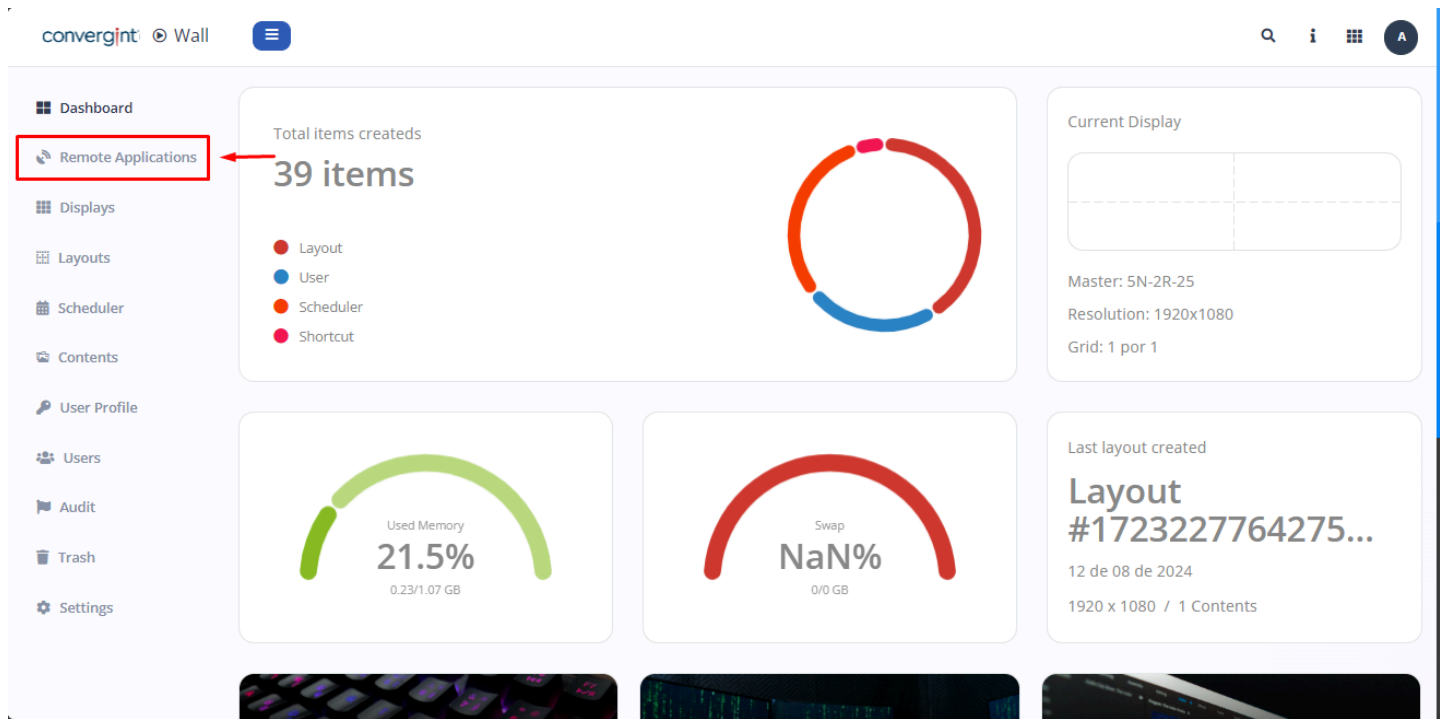 convergint Wall
A
Dashboard
Remote Applications
Displays
Layouts
Scheduler
Contents
User Profile
Users
Audit
Trash
Settings
Total items createds
39 items
Layout
User
Scheduler
Shortcut
Current Display
Master: 5N-2R-25
Resolution: 1920x1080
Grid: 1 por 1
Used Memory
21.5%
0.23/1.07 GB
Swap
NaN%
0/0 GB
Last layout created
Layout
#1723227764275...
12 de 08 de 2024
1920 x 1080 / 1 Contents